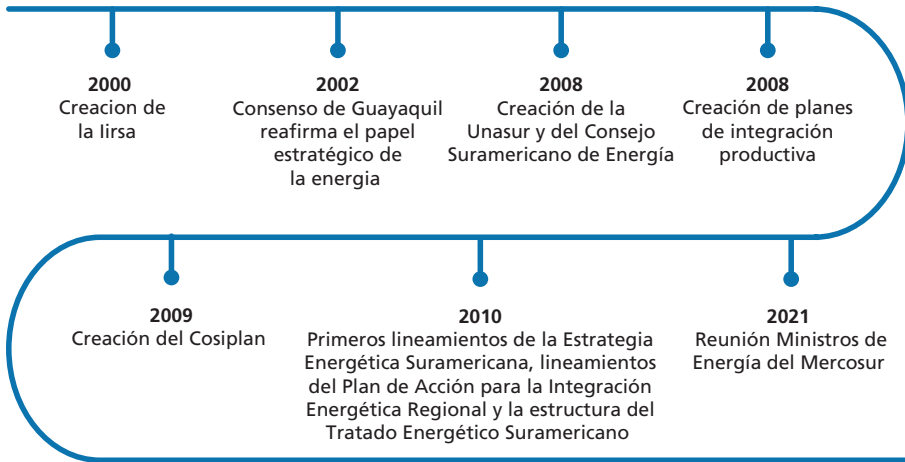 2000
Creacion de
la Iirsa
2002
Consenso de Guayaquil
reafirma el papel
estratégico de
la energia
2008
Creación de la
Unasur y del Consejo
Suramericano de Energía
2008
Creación de planes
de integración
productiva
2009
Creación del Cosiplan
2010
Primeros lineamientos de la Estrategia
Energética Suramericana, lineamientos
del Plan de Acción para la Integración
Energética Regional y la estructura del
Tratado Energético Suramericano
2021
Reunión Ministros de
Energía del Mercosur